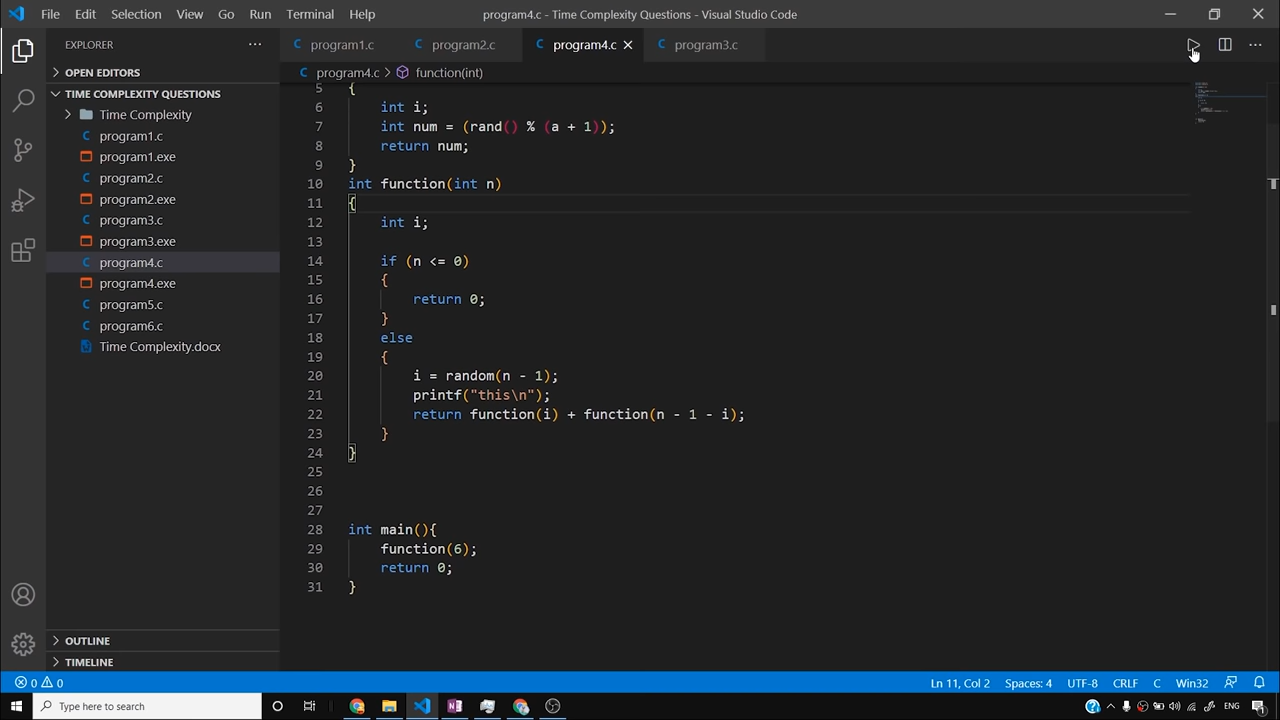 File Edit Selection View Go Run Terminal Help program4.c - Time Complexity Questions - Visual Studio Code
EXPLORER
OPEN EDITORS
TIME COMPLEXITY QUESTIONS
Time Complexity
program1.c
program1.exe
program2.c
program2.exe
program3.c
program3.exe
program4.c
program4.exe
program5.c
program6.c
Time Complexity.docx
OUTLINE
TIMELINE
program1.c program2.c program4.c program3.c
program4.c > function(int)
5 {
6 int i;
7 int num = (rand() % (a + 1));
8 return num;
9 }
10 int function(int n)
11 {
12 int i;
13
14 if (n <= 0)
15 {
16 return 0;
17 }
18 else
19 {
20 i = random(n - 1);
21 printf("this\n");
22 return function(i) + function(n - 1 - i);
23 }
24 }
25
26
27
28 int main(){
29 function(6);
30 return 0;
31 }
0 0 Ln 11, Col 2 Spaces: 4 UTF-8 CRLF C Win32
Type here to search ENG